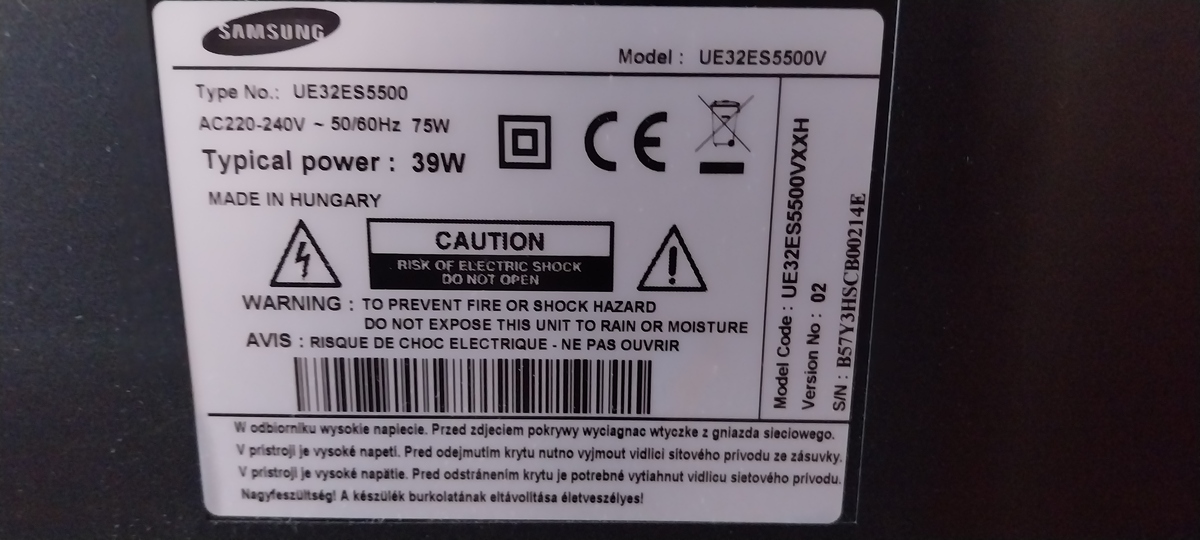 SAMSUNG
Model : UE32ES5500V
Type No.: UE32ES5500
AC220-240V ~ 50/60Hz 75W
Typical power : 39W
MADE IN HUNGARY
CE
CAUTION
RISK OF ELECTRIC SHOCK
DO NOT OPEN
WARNING : TO PREVENT FIRE OR SHOCK HAZARD
DO NOT EXPOSE THIS UNIT TO RAIN OR MOISTURE
AVIS : RISQUE DE CHOC ELECTRIQUE - NE PAS OUVRIR
W odbiorniku wysokie napiecie. Przed zdjeciem pokrywy wyciagnac wtyczke z gniazda sieciowego.
V pristroji je vysoké napeti. Pred odejmutim krytu nutno vyjmout vidlici sitového privodu ze zásuvky.
V pristroji je vysoké napätie. Pred odstránením krytu je potrebné vytiahnut vidlicu sietového privodu.
Nagyfeszültség! A készülék burkolatának eltávolitása életveszélyes!
Model Code : UE32ES5500VXXH
Version No : 02
S/N : B57Y3HSCB00214E